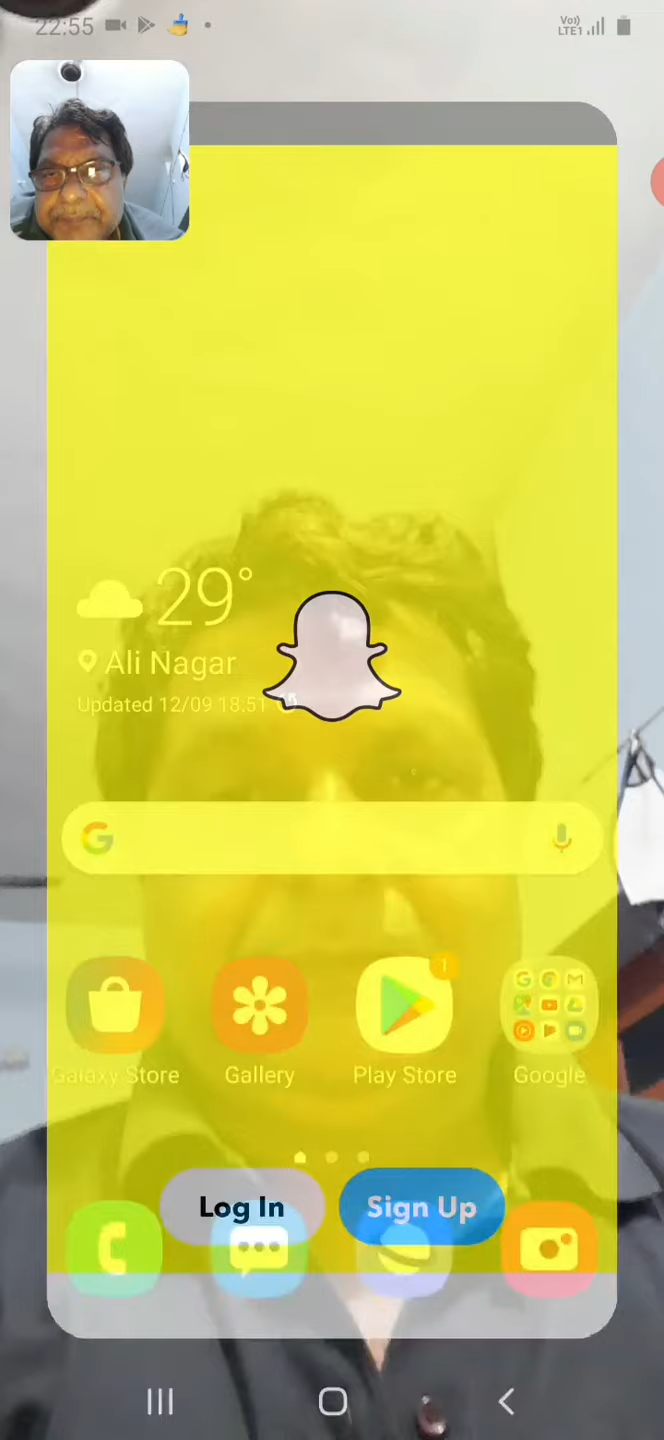 22:55
Vo)
LTE1
29°
Ali Nagar
Updated 12/09 18:51
1
Galaxy Store
Gallery
Play Store
Google
Log In
Sign Up